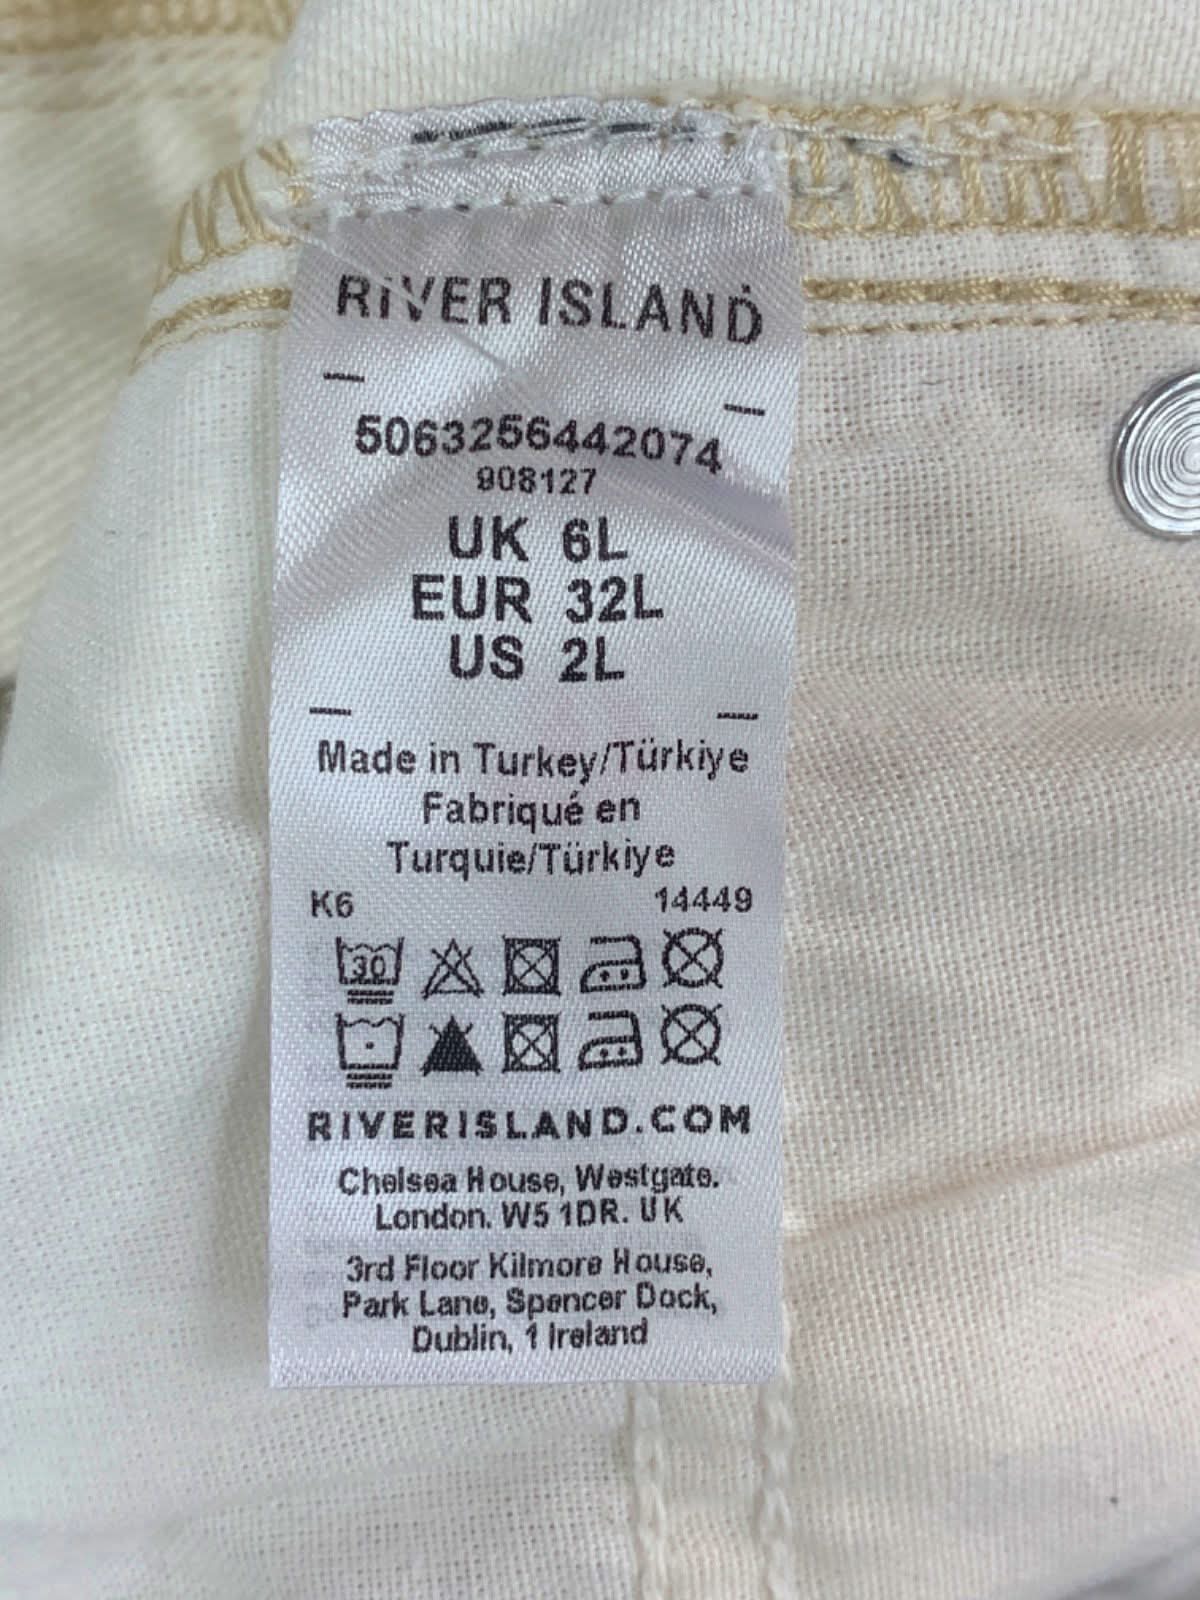 RIVER ISLAND
5063256442074
908127
UK 6L
EUR 32L
US 2L
Made in Turkey/Türkiye
Fabriqué en
Turquie/Türkiye
K6 14449
30
RIVERISLAND.COM
Chelsea House, Westgate.
London. W5 1DR. UK
3rd Floor Kilmore House,
Park Lane, Spencer Dock,
Dublin, 1 Ireland